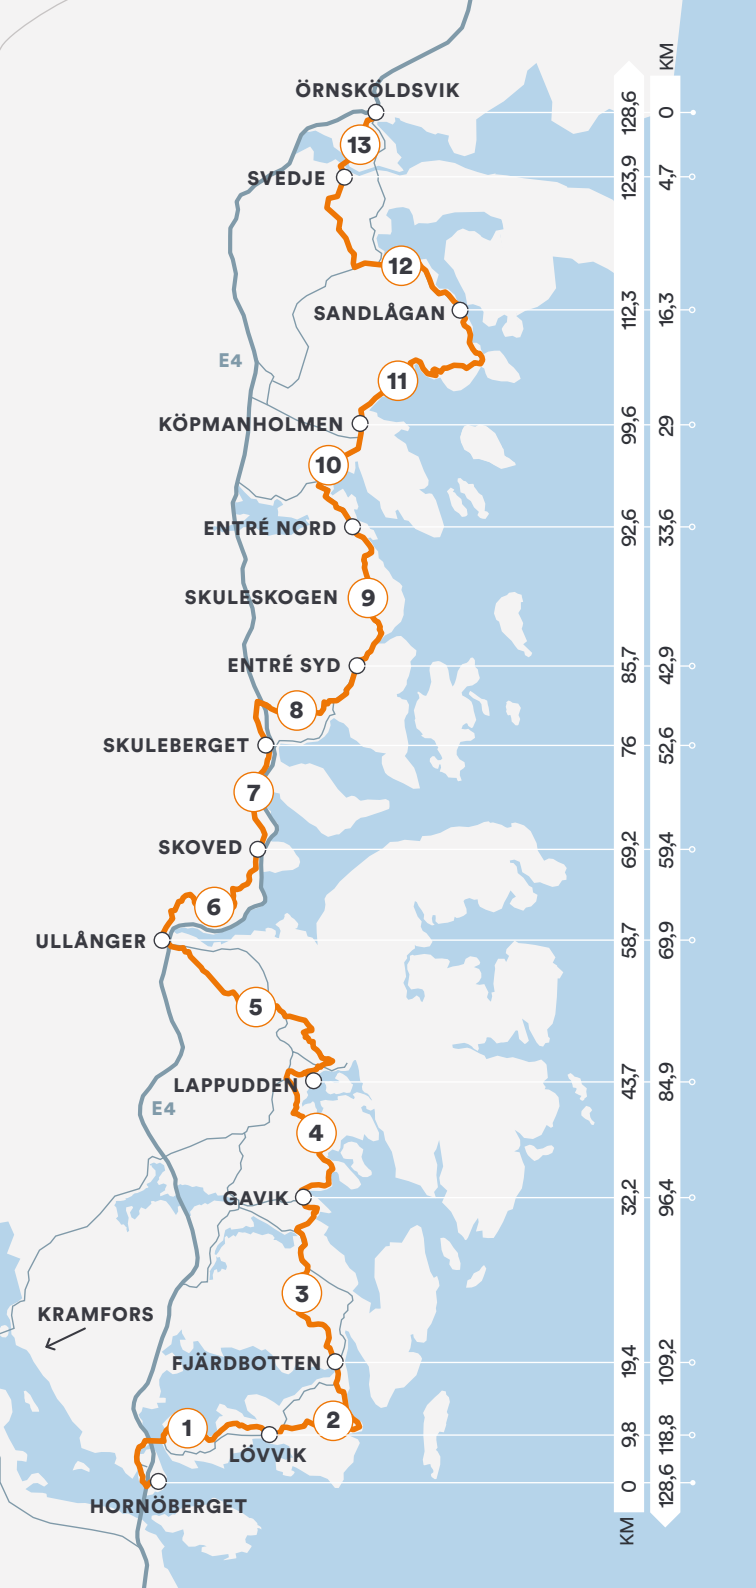 KM
ÖRNSKÖLDSVIK
128,6
0
13
SVEDJE
123,9
4,7
12
SANDLÅGAN
112,3
16,3
E4
11
KÖPMANHOLMEN
99,6
29
10
ENTRÉ NORD
92,6
33,6
SKULESKOGEN
9
ENTRÉ SYD
85,7
42,9
8
SKULEBERGET
76
52,6
7
SKOVED
69,2
59,4
6
ULLÅNGER
58,7
69,9
5
LAPPUDDEN
43,7
84,9
E4
4
GAVIK
32,2
96,4
3
KRAMFORS
FJÄRDBOTTEN
19,4
109,2
1
2
LÖVVIK
9,8
118,8
HORNÖBERGET
0
128,6
KM